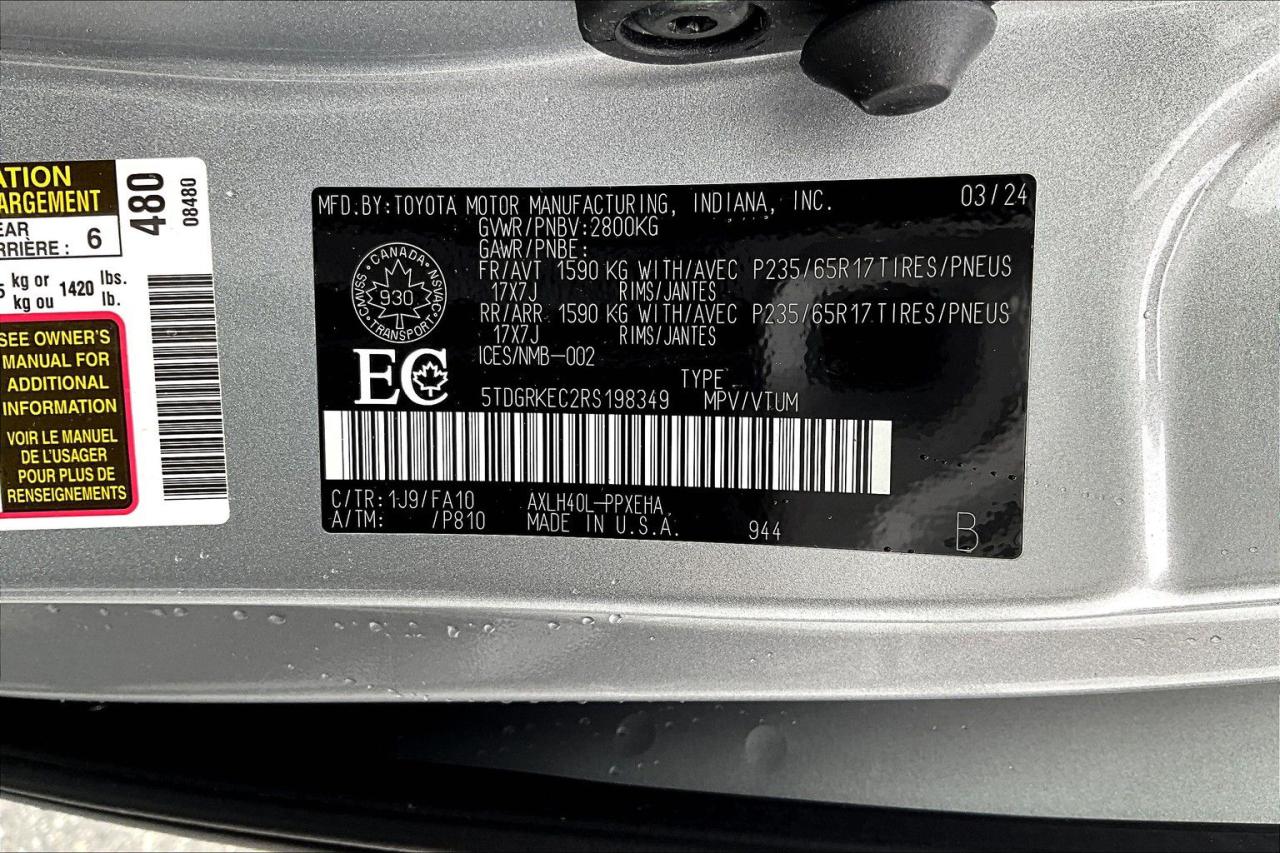 ATION
ARGEMENT
EAR
RRIÈRE : 6
480
08480
5 kg or 1420 lbs.
kg ou lb.
SEE OWNER'S
MANUAL FOR
ADDITIONAL
INFORMATION
VOIR LE MANUEL
DE L'USAGER
POUR PLUS DE
RENSEIGNEMENTS
MFD.BY:TOYOTA MOTOR MANUFACTURING, INDIANA, INC. 03/24
GVWR/PNBV:2800KG
GAWR/PNBE:
FR/AVT 1590 KG WITH/AVEC P235/65R17 TIRES/PNEUS
17X7J RIMS/JANTES
RR/ARR 1590 KG WITH/AVEC P235/65R17 TIRES/PNEUS
17X7J RIMS/JANTES
ICES/NMB-002
CANADA
CMVSS 930 NSVAC
TRANSPORT
EC
TYPE
5TDGRKEC2RS198349 MPV/VTUM
C/TR: 1J9/FA10 AXLH40L-PPXEHA
A/TM: /P810 MADE IN U.S.A. 944 B